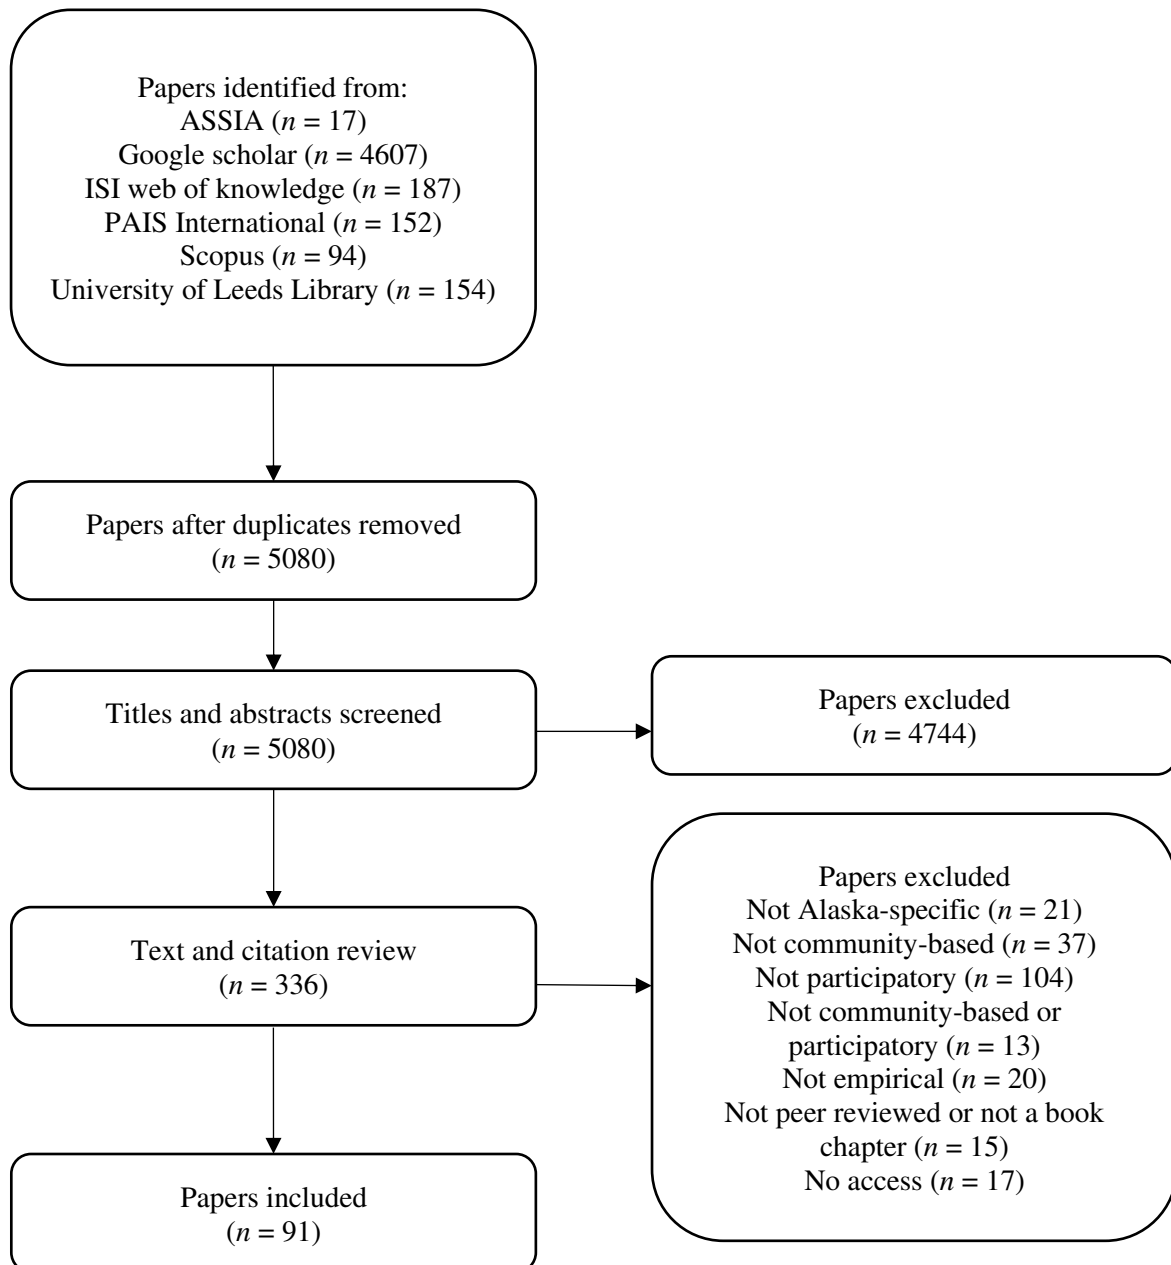 Papers identified from:
ASSIA (n = 17)
Google scholar (n = 4607)
ISI web of knowledge (n = 187)
PAIS International (n = 152)
Scopus (n = 94)
University of Leeds Library (n = 154)
Papers after duplicates removed
(n = 5080)
Titles and abstracts screened
(n = 5080)
Papers excluded
(n = 4744)
Text and citation review
(n = 336)
Papers excluded
Not Alaska-specific (n = 21)
Not community-based (n = 37)
Not participatory (n = 104)
Not community-based or
participatory (n = 13)
Not empirical (n = 20)
Not peer reviewed or not a book
chapter (n = 15)
No access (n = 17)
Papers included
(n = 91)